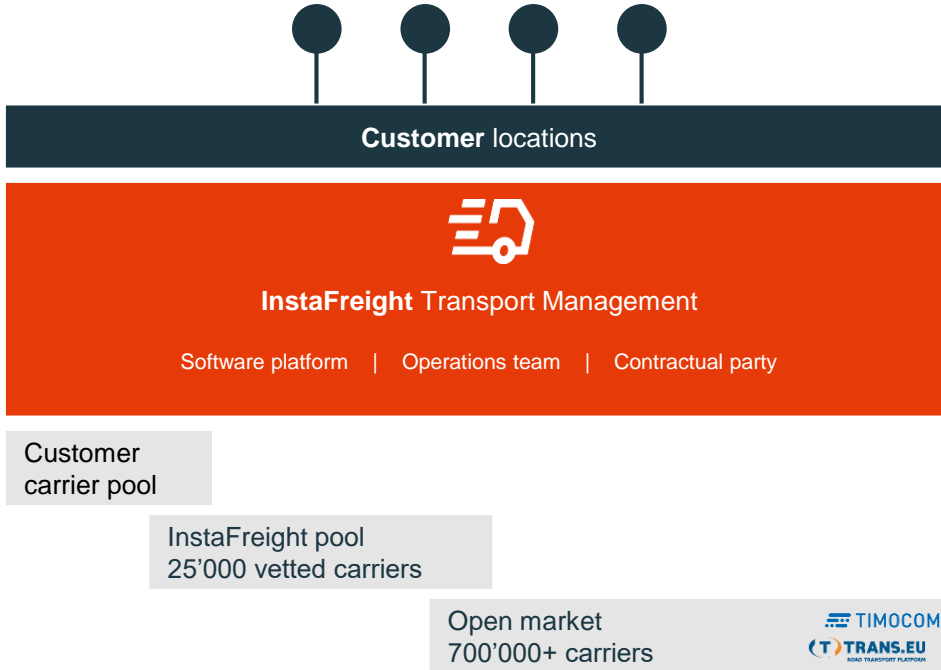 Customer locations
InstaFreight Transport Management
Software platform | Operations team | Contractual party
Customer
carrier pool
InstaFreight pool
25’000 vetted carriers
Open market
700’000+ carriers
TIMOCOM
(T) TRANS.EU
ROAD TRANSPORT PLATFORM